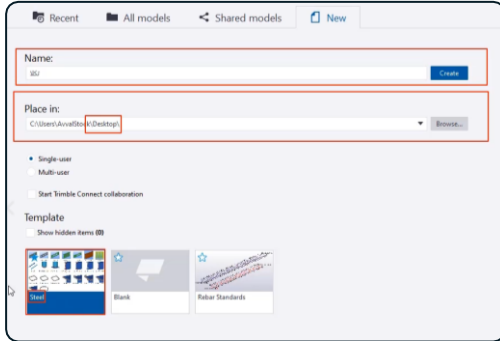 Recent All models Shared models New
Name:
Create
Place in:
C:\Users\AvvalStock\Desktop\ Browse...
Single-user
Multi-user
Start Trimble Connect collaboration
Template
Show hidden items (0)
Steel Blank Rebar Standards